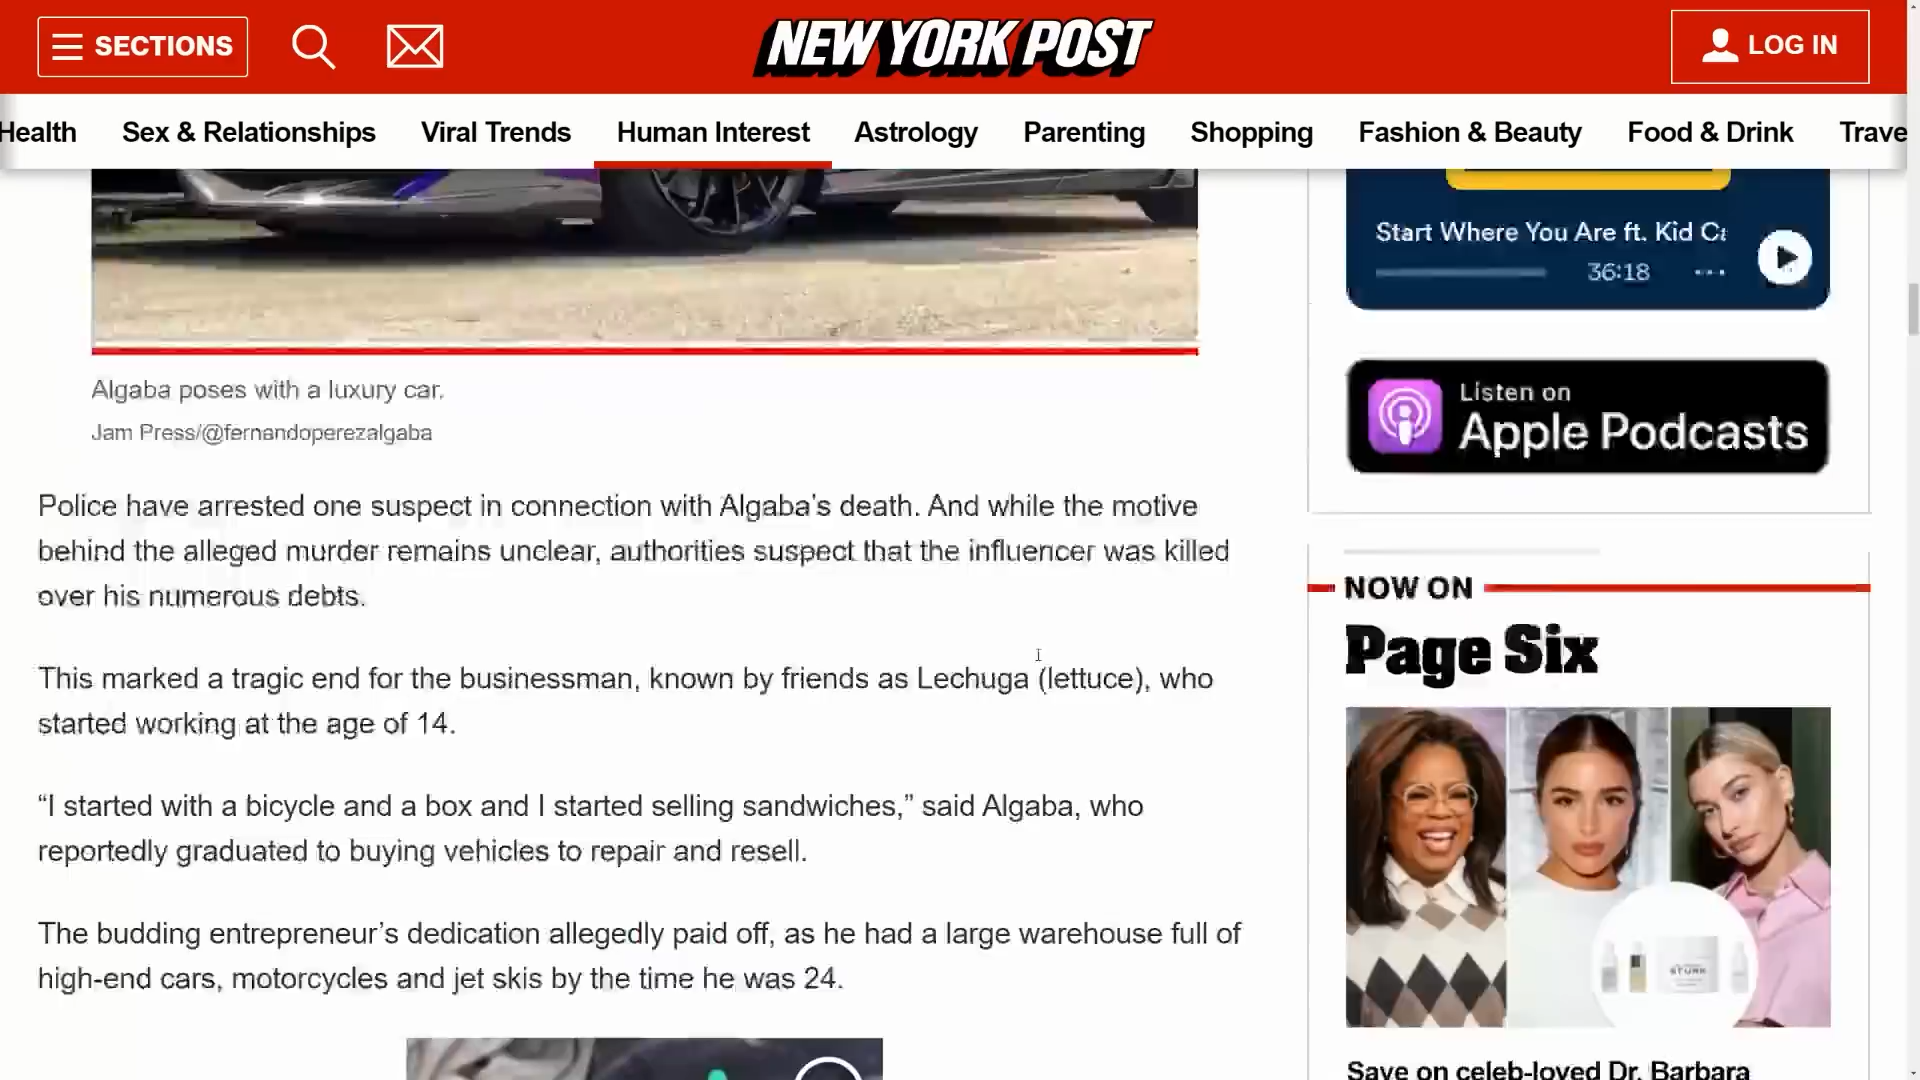 SECTIONS
NEW YORK POST
LOG IN
Health Sex & Relationships Viral Trends Human Interest Astrology Parenting Shopping Fashion & Beauty Food & Drink Trave
Start Where You Are ft. Kid Ca
36:18
Listen on
Apple Podcasts
Algaba poses with a luxury car.
Jam Press/@fernandoperezalgaba
Police have arrested one suspect in connection with Algaba’s death. And while the motive
behind the alleged murder remains unclear, authorities suspect that the influencer was killed
over his numerous debts.
This marked a tragic end for the businessman, known by friends as Lechuga (lettuce), who
started working at the age of 14.
“I started with a bicycle and a box and I started selling sandwiches,” said Algaba, who
reportedly graduated to buying vehicles to repair and resell.
The budding entrepreneur’s dedication allegedly paid off, as he had a large warehouse full of
high-end cars, motorcycles and jet skis by the time he was 24.
NOW ON
Page Six
STURM
Save on celeb-loved Dr. Barbara